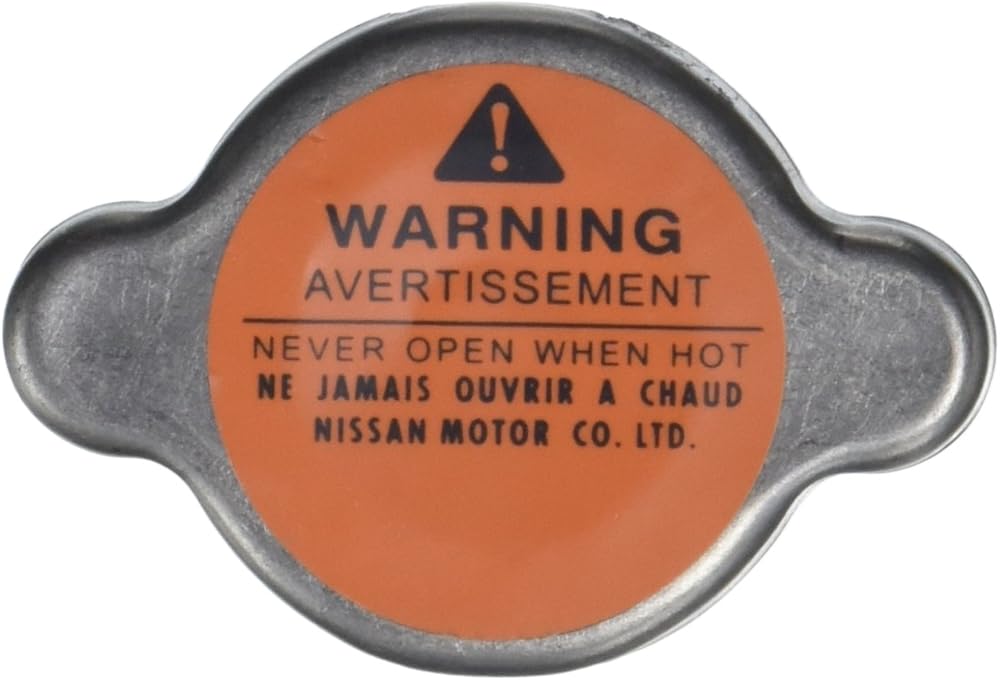 WARNING
AVERTISSEMENT
NEVER OPEN WHEN HOT
NE JAMAIS OUVRIR A CHAUD
NISSAN MOTOR CO. LTD.